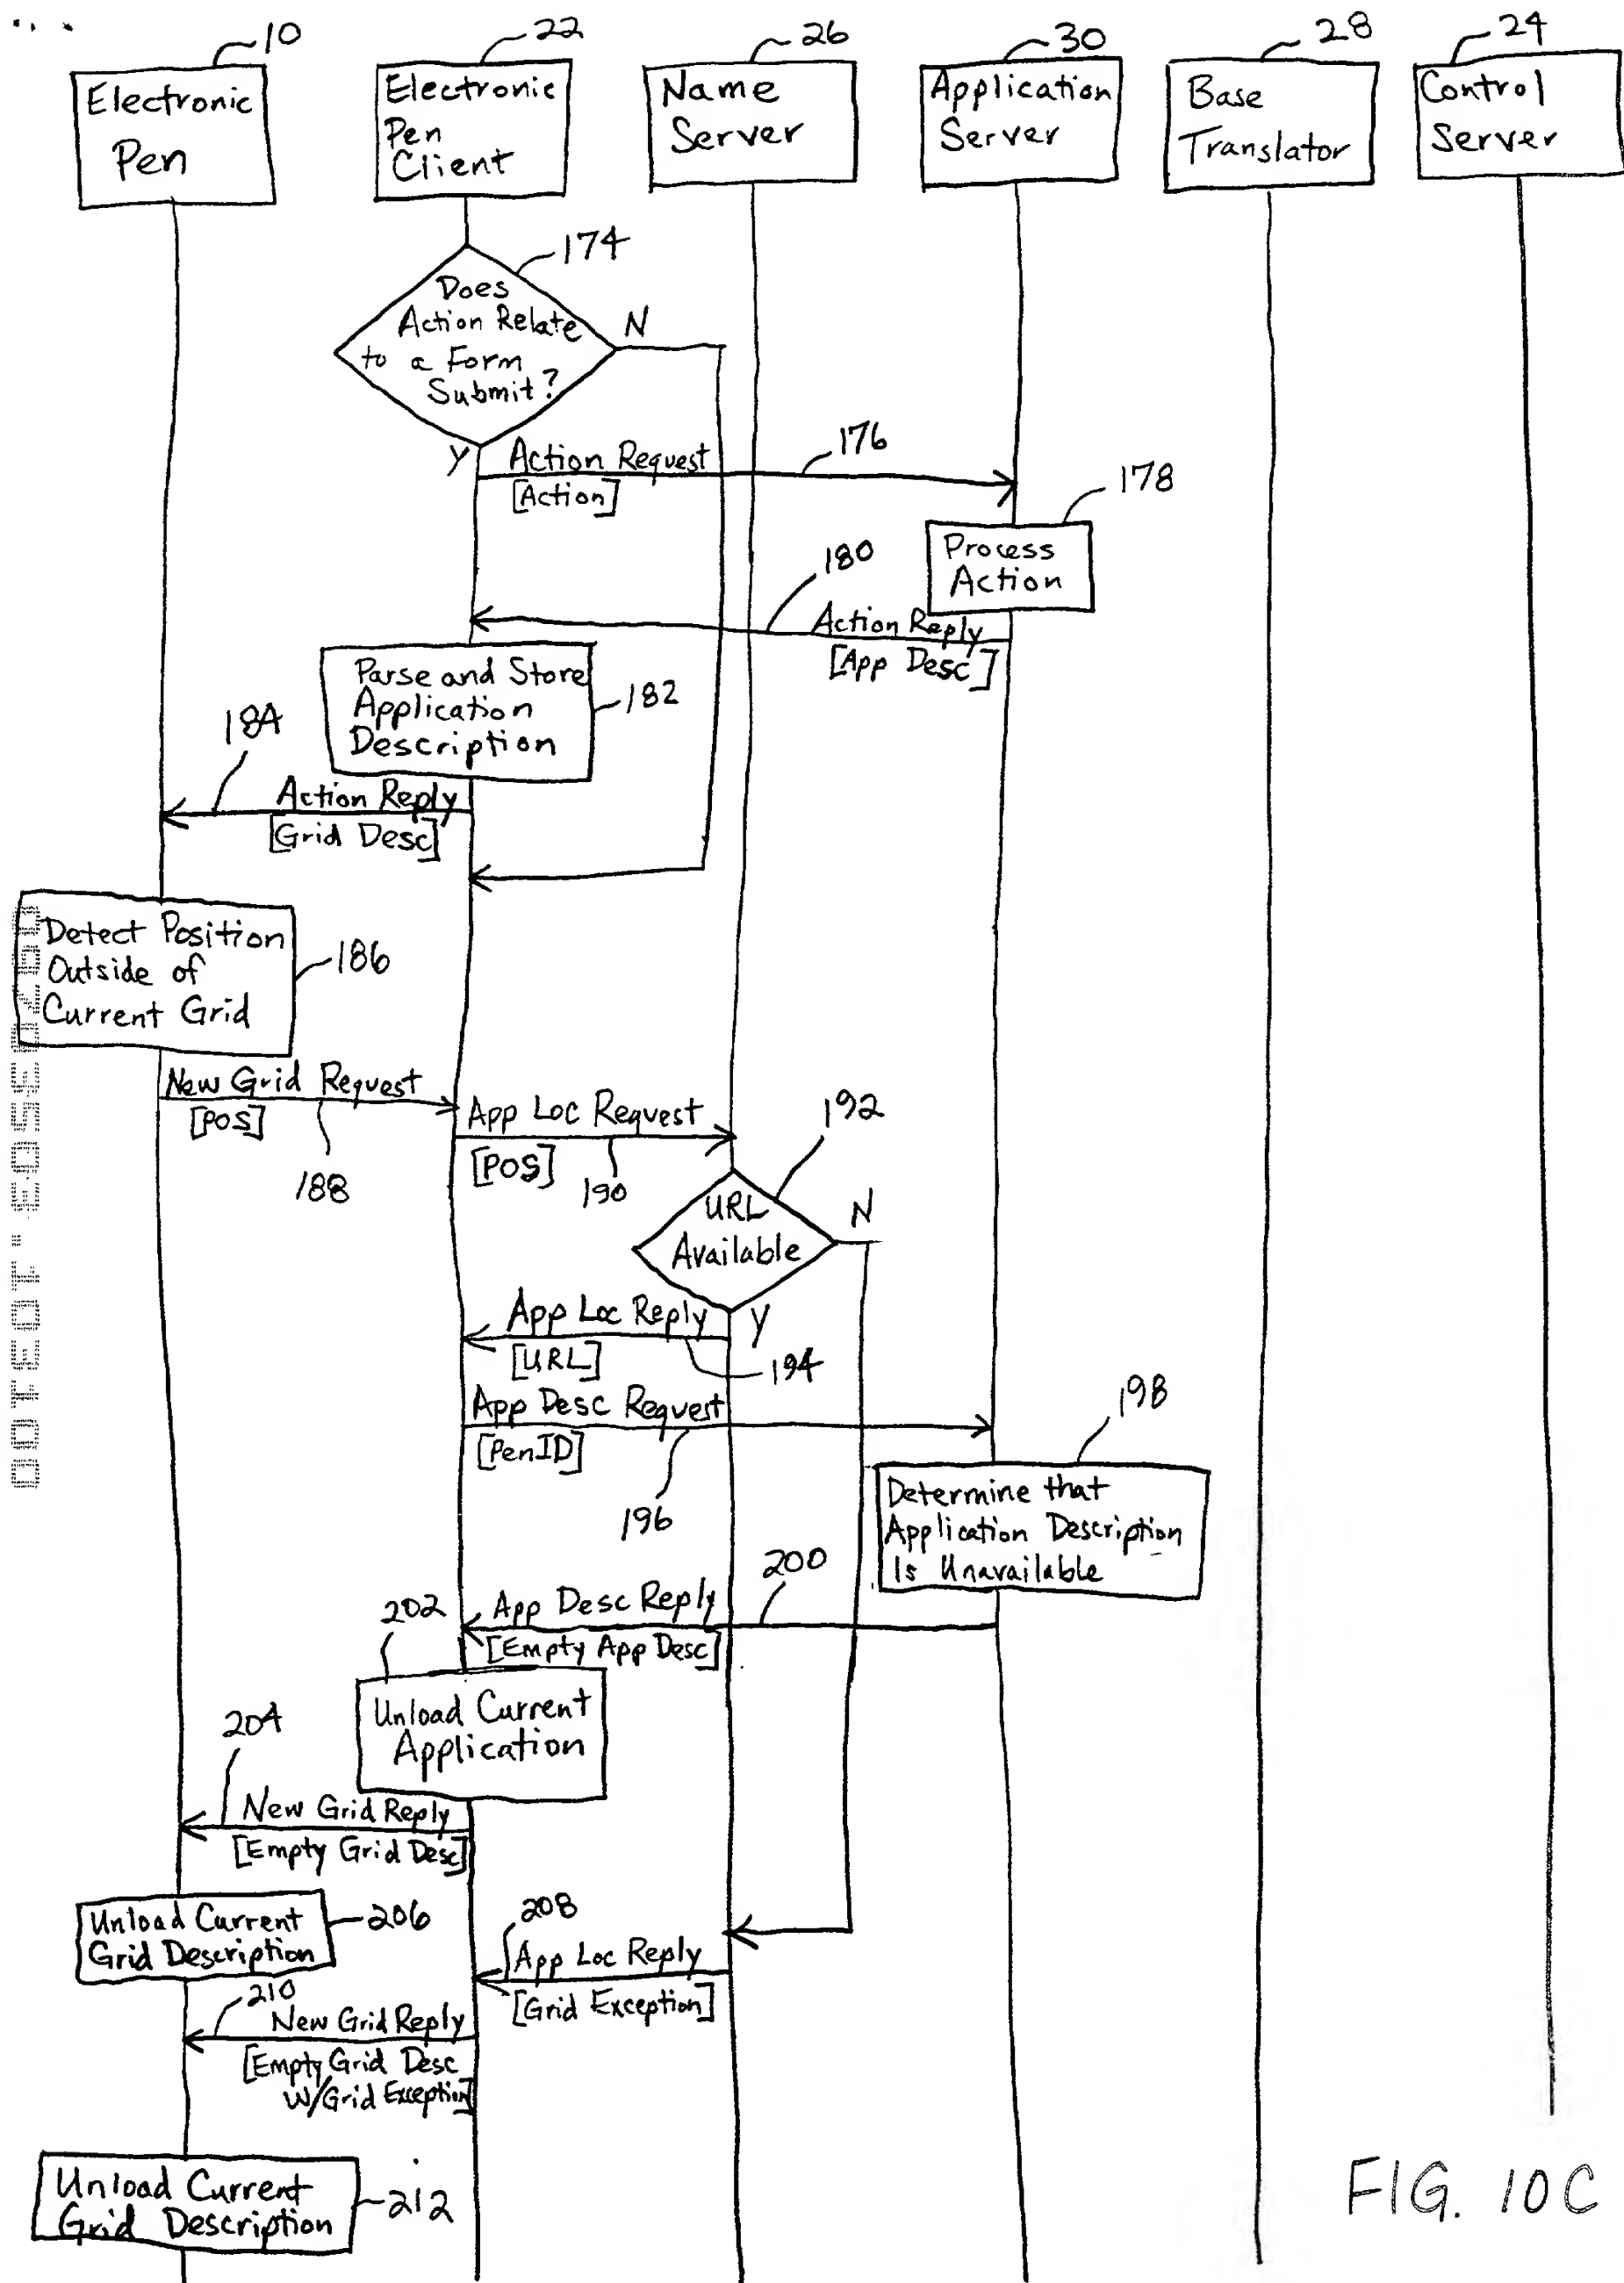 10
22
26
30
28
24
Electronic
Pen
Electronic
Pen
Client
Name
Server
Application
Server
Base
Translator
Control
Server
174
Does
Action Relate
to a Form
Submit?
N
Y
Action Request
[Action]
176
178
Process
Action
180
Action Reply
[App Desc]
Parse and Store
Application
Description
182
184
Action Reply
[Grid Desc]
Detect Position
Outside of
Current Grid
186
New Grid Request
[POS]
188
App Loc Request
[POS]
190
192
URL
Available
N
Y
App Loc Reply
[URL]
194
App Desc Request
[PenID]
196
198
Determine that
Application Description
Is Unavailable
200
App Desc Reply
[Empty App Desc]
202
Unload Current
Application
204
New Grid Reply
[Empty Grid Desc]
Unload Current
Grid Description
206
208
App Loc Reply
[Grid Exception]
210
New Grid Reply
[Empty Grid Desc
W/Grid Exception]
Unload Current
Grid Description
212
FIG. 10C